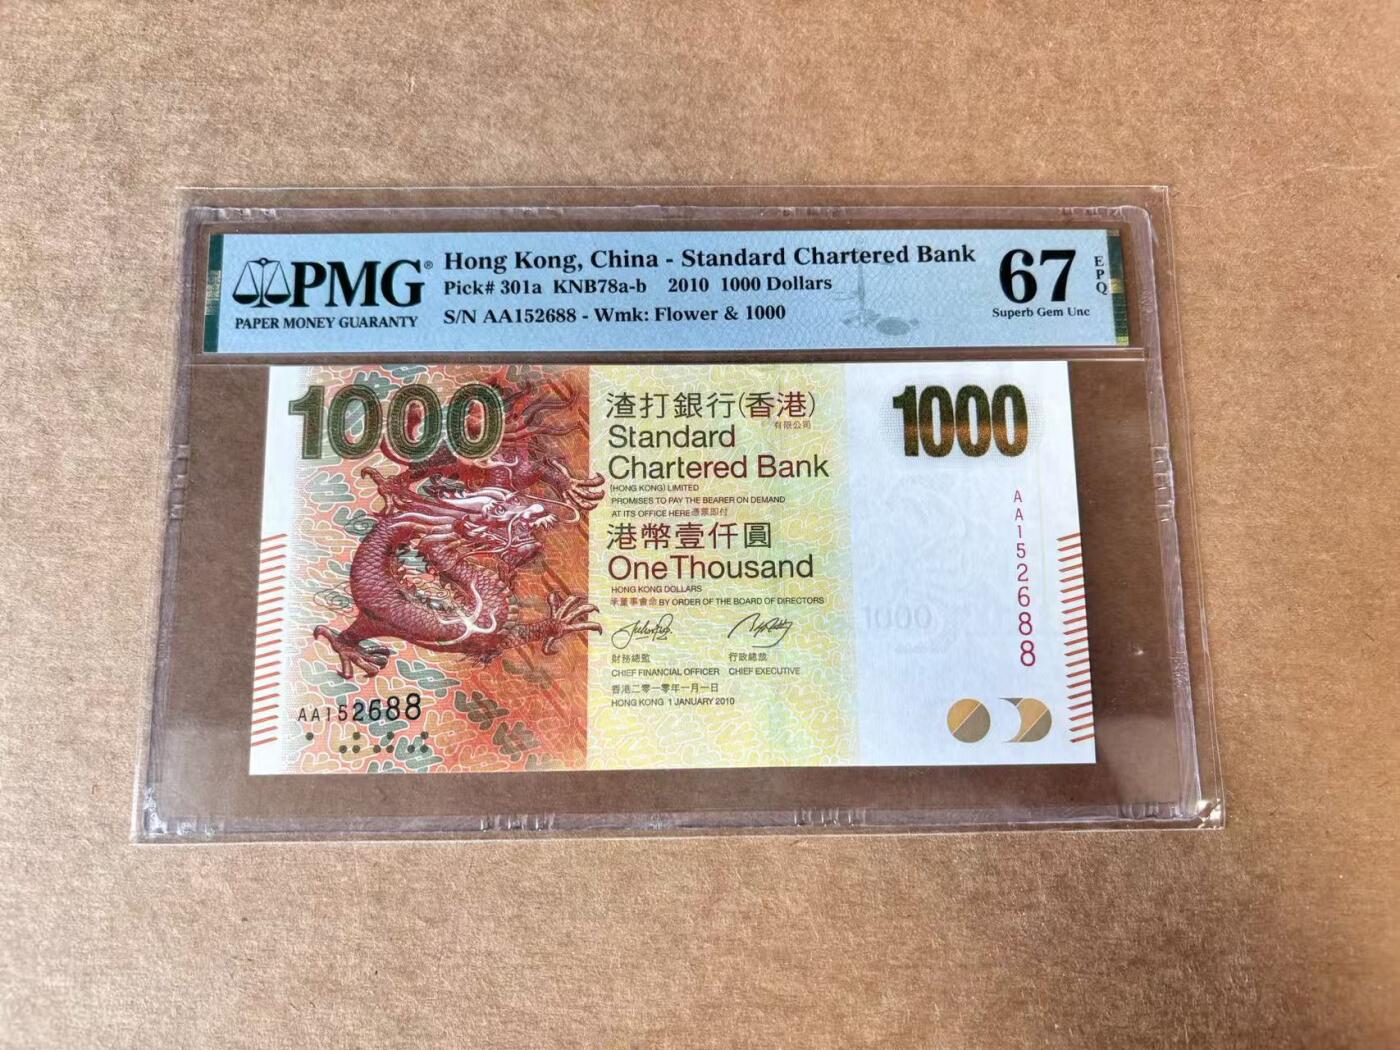 PMG®
PAPER MONEY GUARANTY
Hong Kong, China - Standard Chartered Bank
Pick# 301a KNB78a-b 2010 1000 Dollars
S/N AA152688 - Wmk: Flower & 1000
67
EPQ
Superb Gem Unc
1000
1000
渣打銀行(香港)
有限公司
Standard
Chartered Bank
(HONG KONG) LIMITED
PROMISES TO PAY THE BEARER ON DEMAND
AT ITS OFFICE HERE 憑票即付
港幣壹仟圓
One Thousand
HONG KONG DOLLARS
承董事會命 BY ORDER OF THE BOARD OF DIRECTORS
財務總監 行政總裁
CHIEF FINANCIAL OFFICER CHIEF EXECUTIVE
香港二零一零年一月一日
HONG KONG 1 JANUARY 2010
AA152688
AA152688
1000